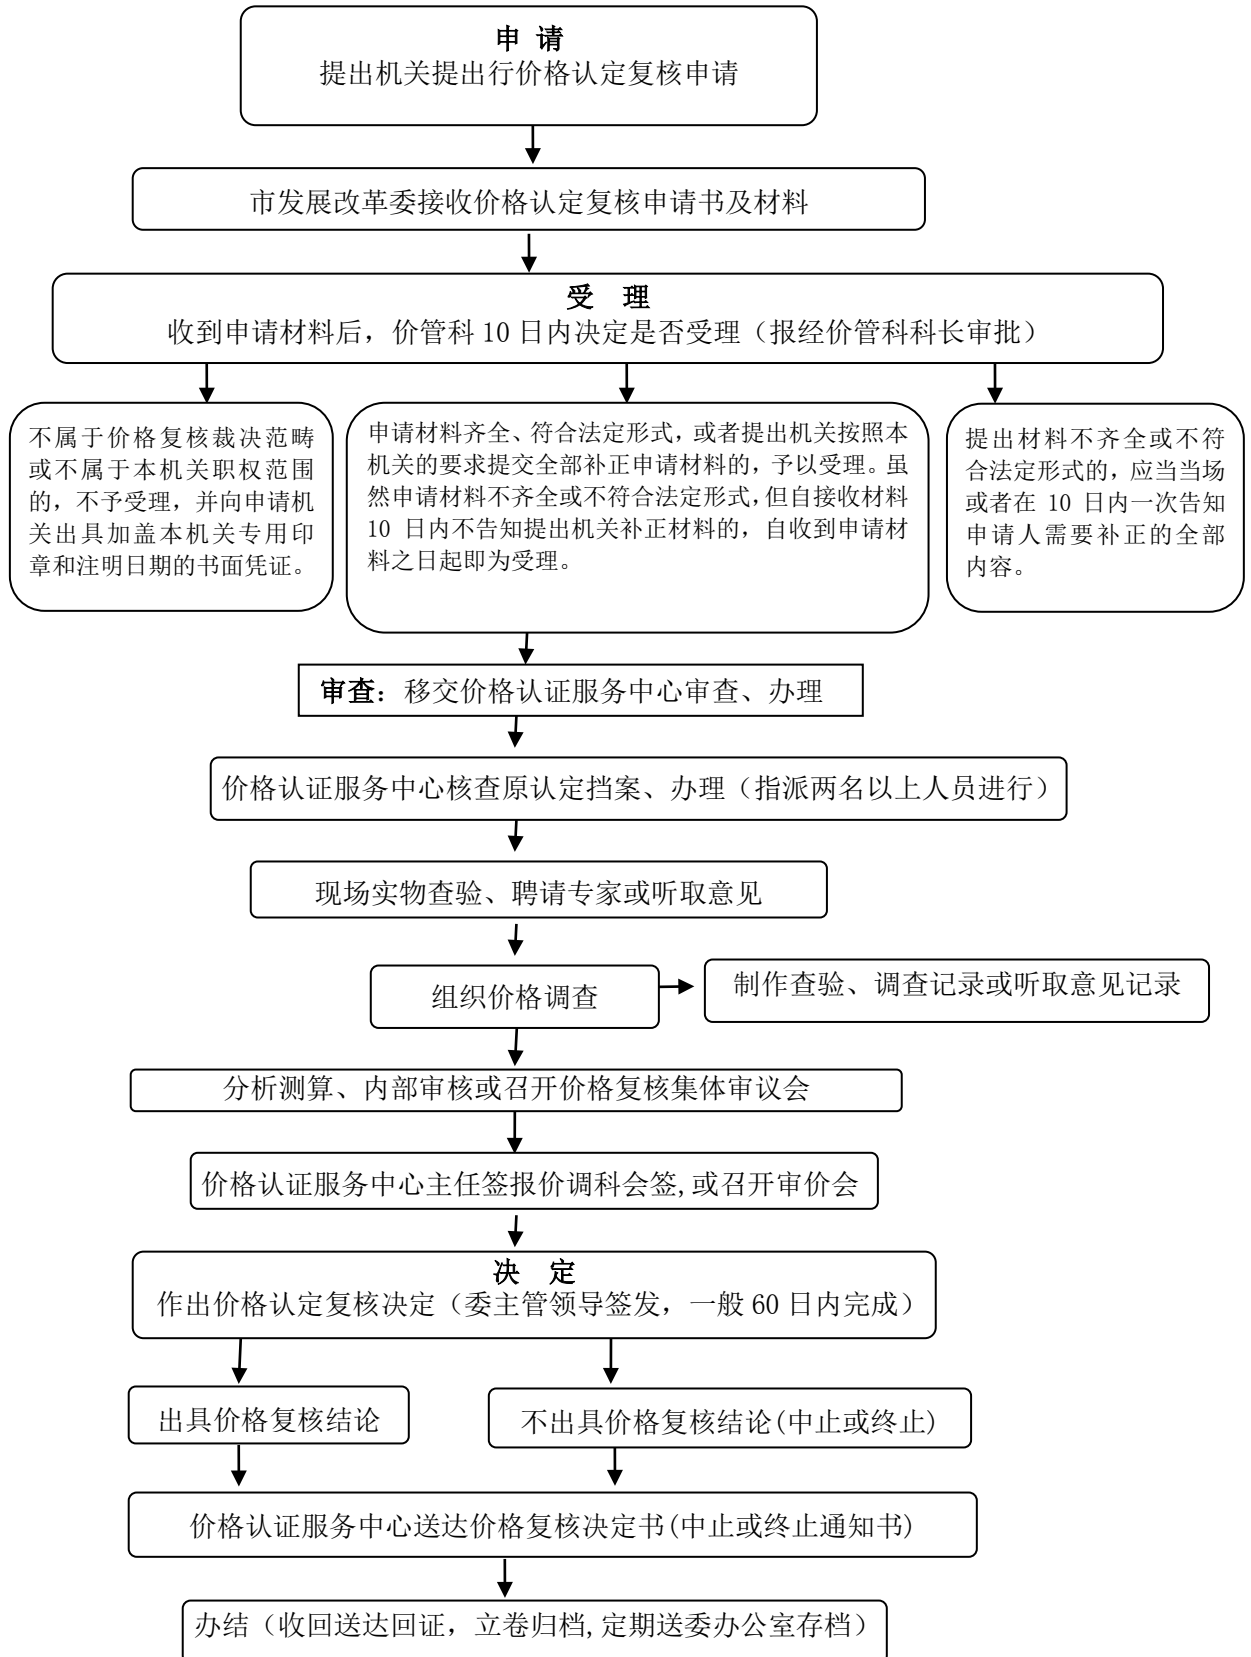 申 请
提出机关提出行价格认定复核申请
市发展改革委接收价格认定复核申请书及材料
受 理
收到申请材料后，价管科 10 日内决定是否受理（报经价管科科长审批）
不属于价格复核裁决范畴
或不属于本机关职权范围
的，不予受理，并向申请机
关出具加盖本机关专用印
章和注明日期的书面凭证。
申请材料齐全、符合法定形式，或者提出机关按照本
机关的要求提交全部补正申请材料的，予以受理。虽
然申请材料不齐全或不符合法定形式，但自接收材料
10 日内不告知提出机关补正材料的，自收到申请材
料之日起即为受理。
提出材料不齐全或不符
合法定形式的，应当当场
或者在 10 日内一次告知
申请人需要补正的全部
内容。
审查：移交价格认证服务中心审查、办理
价格认证服务中心核查原认定挡案、办理（指派两名以上人员进行）
现场实物查验、聘请专家或听取意见
组织价格调查
制作查验、调查记录或听取意见记录
分析测算、内部审核或召开价格复核集体审议会
价格认证服务中心主任签报价调科会签,或召开审价会
决 定
作出价格认定复核决定（委主管领导签发，一般 60 日内完成）
出具价格复核结论
不出具价格复核结论(中止或终止)
价格认证服务中心送达价格复核决定书(中止或终止通知书)
办结（收回送达回证，立卷归档,定期送委办公室存档）